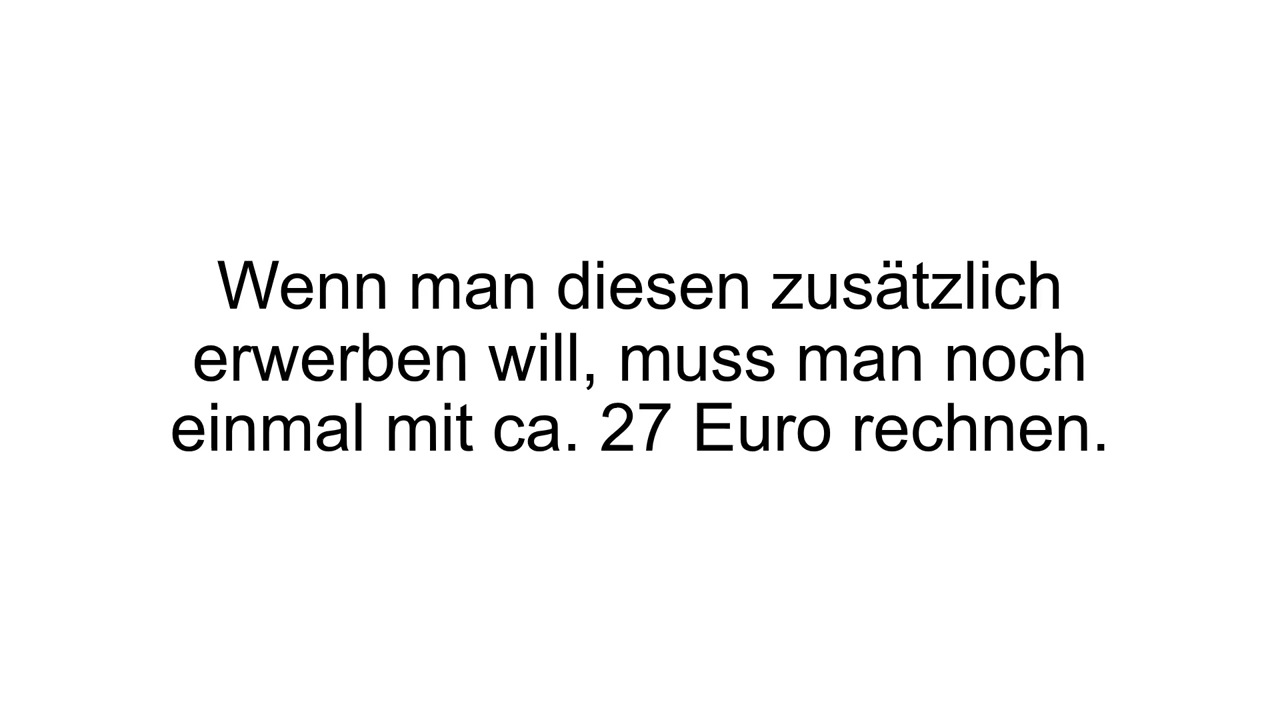 Wenn man diesen zusätzlich
erwerben will, muss man noch
einmal mit ca. 27 Euro rechnen.